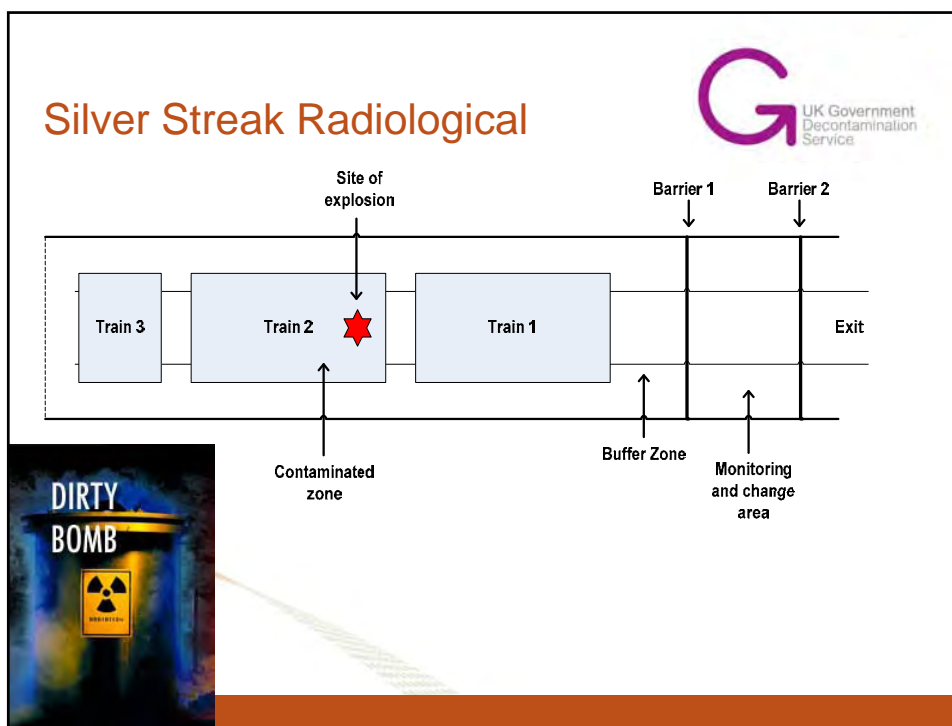 Silver Streak Radiological
UK Government
Decontamination
Service
Site of
explosion
Barrier 1
Barrier 2
Train 3
Train 2
Train 1
Exit
Contaminated
zone
Buffer Zone
Monitoring
and change
area
DIRTY
BOMB